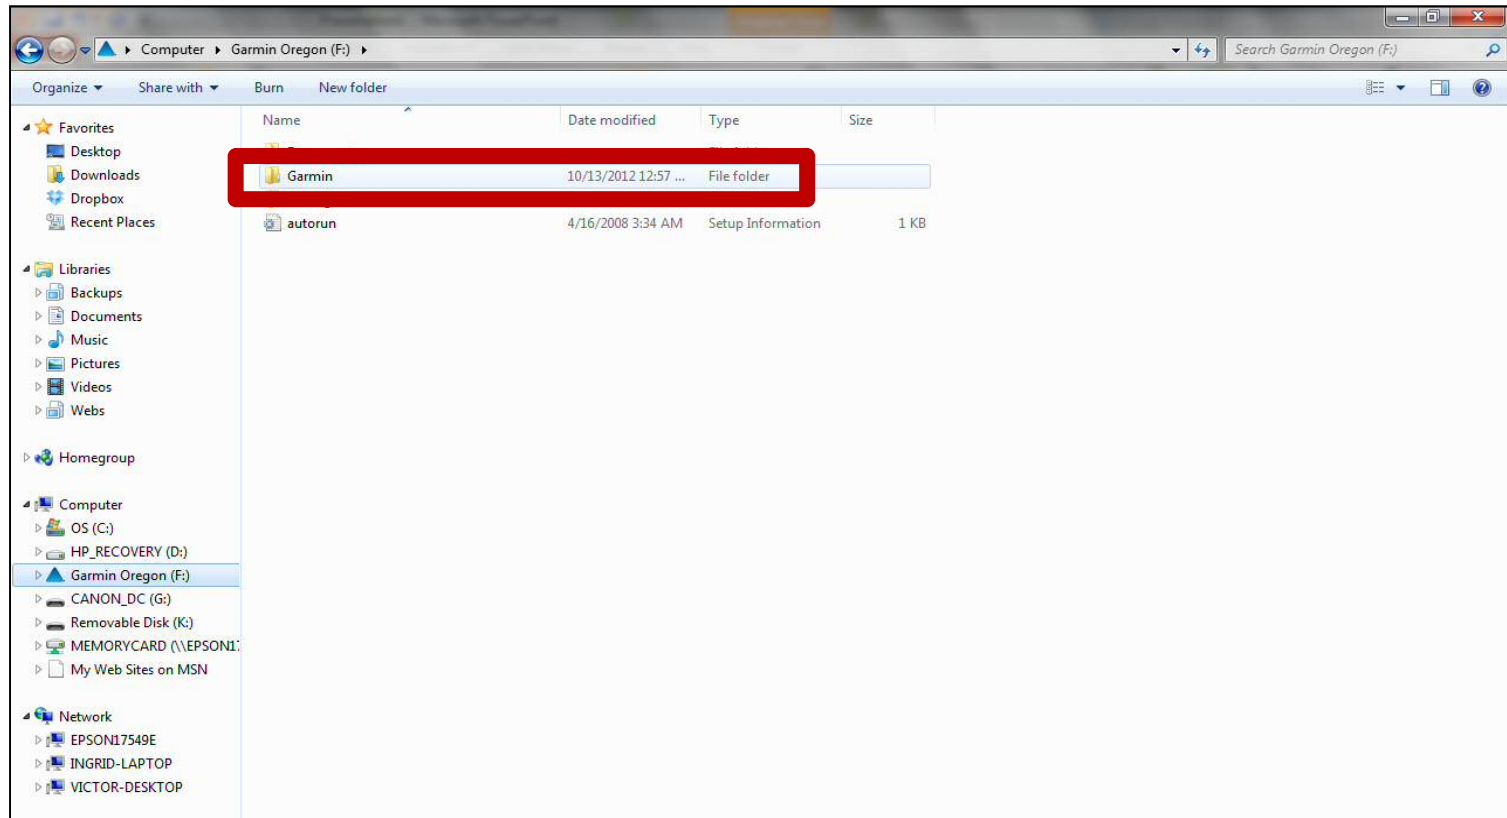 Computer Garmin Oregon (F:)
Search Garmin Oregon (F:)
Organize Share with Burn New folder
Name Date modified Type Size
Garmin 10/13/2012 12:57 ... File folder
autorun 4/16/2008 3:34 AM Setup Information 1 KB
Favorites
Desktop
Downloads
Dropbox
Recent Places
Libraries
Backups
Documents
Music
Pictures
Videos
Webs
Homegroup
Computer
OS (C:)
HP_RECOVERY (D:)
Garmin Oregon (F:)
CANON_DC (G:)
Removable Disk (K:)
MEMORYCARD (\\EPSON17
My Web Sites on MSN
Network
EPSON17549E
INGRID-LAPTOP
VICTOR-DESKTOP